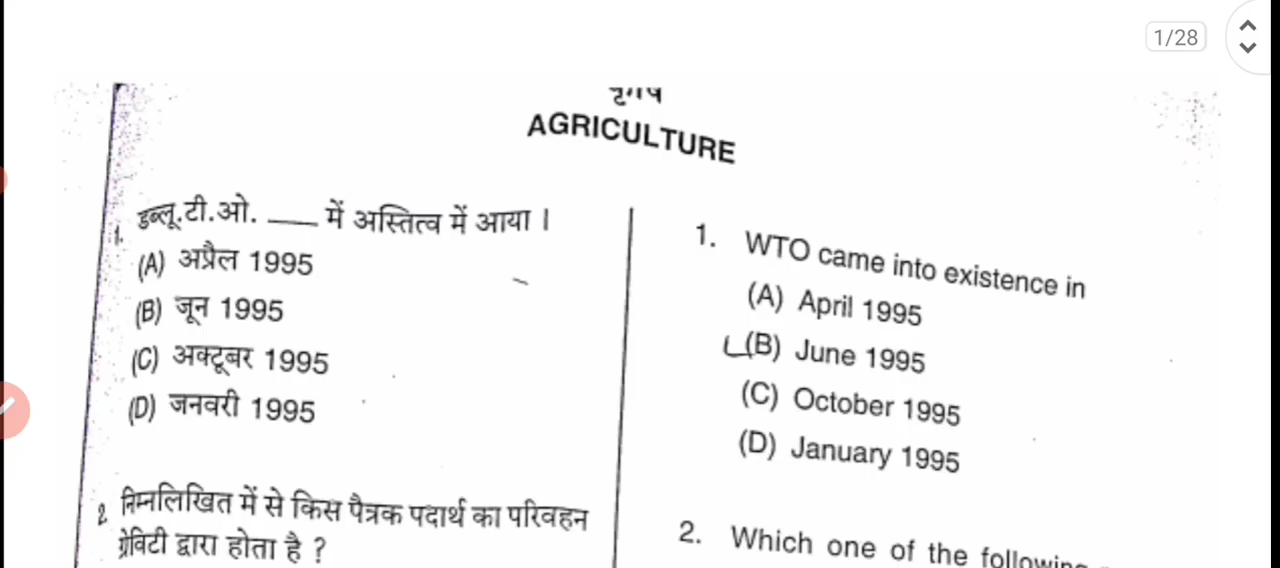 1/28
AGRICULTURE
1. डब्लू.टी.ओ. ____ में अस्तित्व में आया ।
(A) अप्रैल 1995
(B) जून 1995
(C) अक्टूबर 1995
(D) जनवरी 1995
2. निम्नलिखित में से किस पैत्रक पदार्थ का परिवहन
ग्रेविटी द्वारा होता है ?
1. WTO came into existence in
(A) April 1995
(B) June 1995
(C) October 1995
(D) January 1995
2. Which one of the following